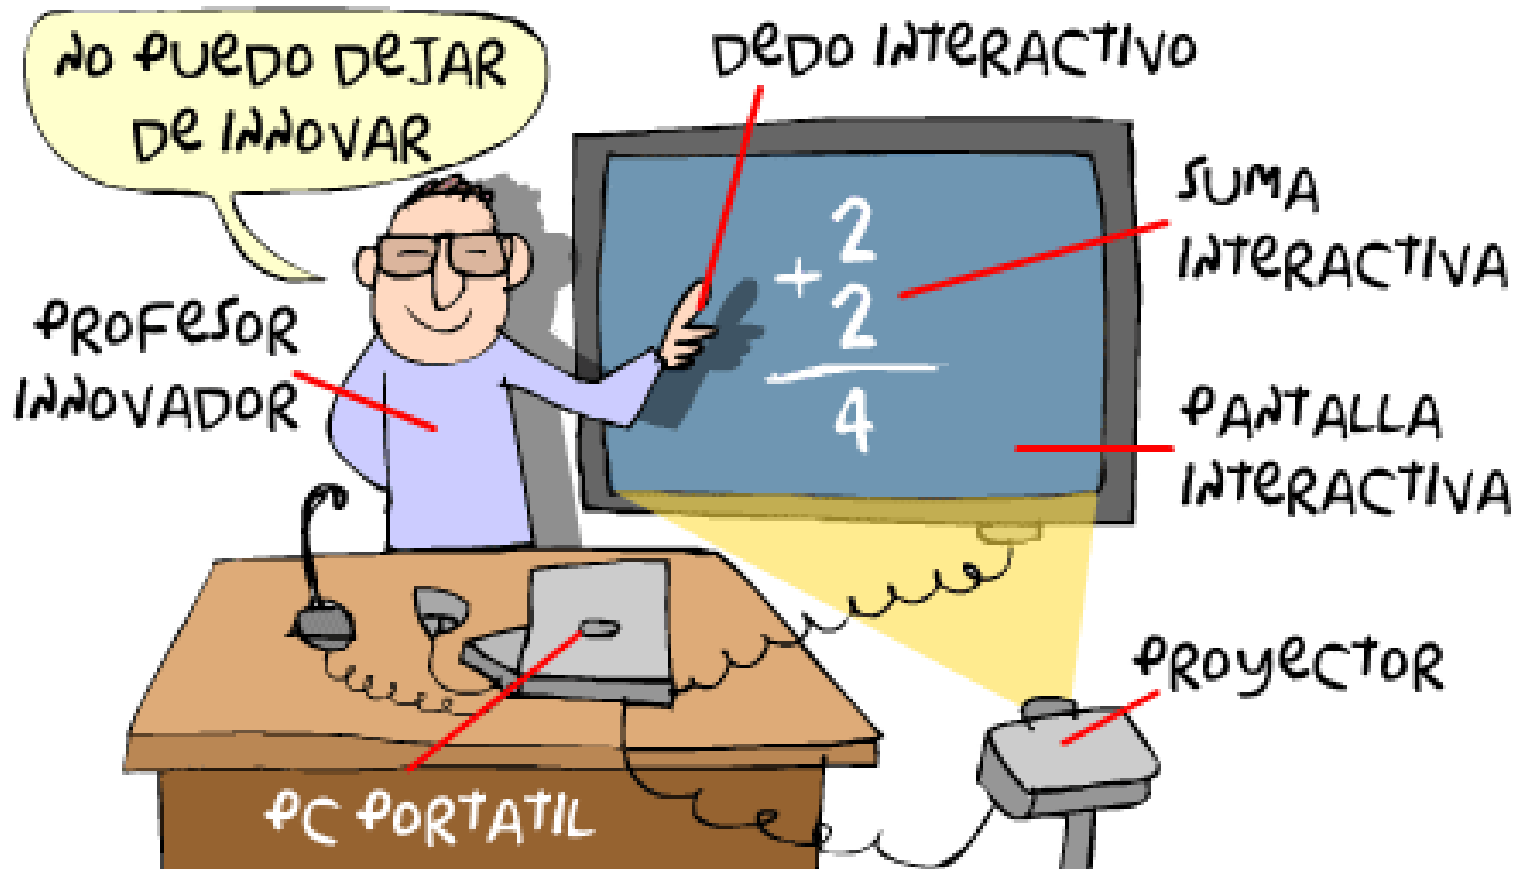 NO PUEDO DEJAR
DE INNOVAR
DEDO INTERACTIVO
SUMA
INTERACTIVA
PROFESOR
INNOVADOR
2
+
2
4
PANTALLA
INTERACTIVA
PROYECTOR
PC PORTATIL